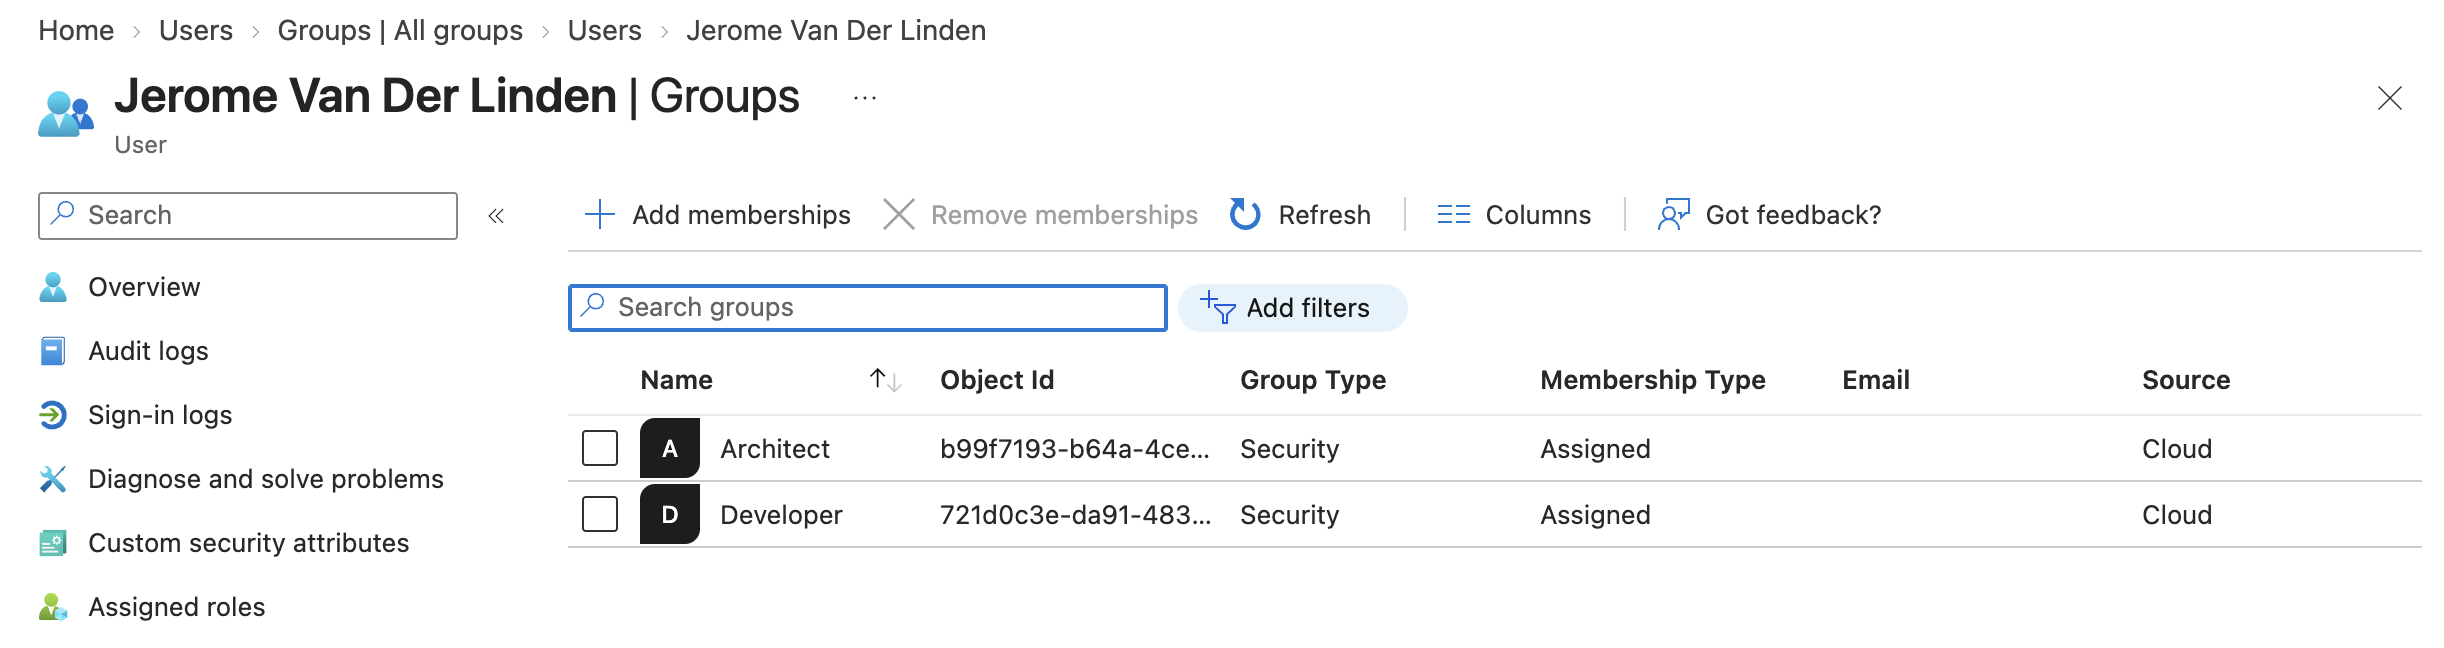 Home > Users > Groups | All groups > Users > Jerome Van Der Linden
Jerome Van Der Linden | Groups ...
User
Search «
Add memberships Remove memberships Refresh Columns Got feedback?
Overview
Audit logs
Sign-in logs
Diagnose and solve problems
Custom security attributes
Assigned roles
Search groups Add filters
Name Object Id Group Type Membership Type Email Source
A Architect b99f7193-b64a-4ce... Security Assigned Cloud
D Developer 721d0c3e-da91-483... Security Assigned Cloud